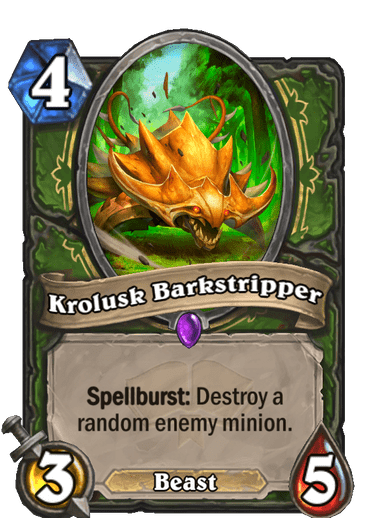 4
Krolusk Barkstripper
Spellburst: Destroy a
random enemy minion.
3
Beast
5